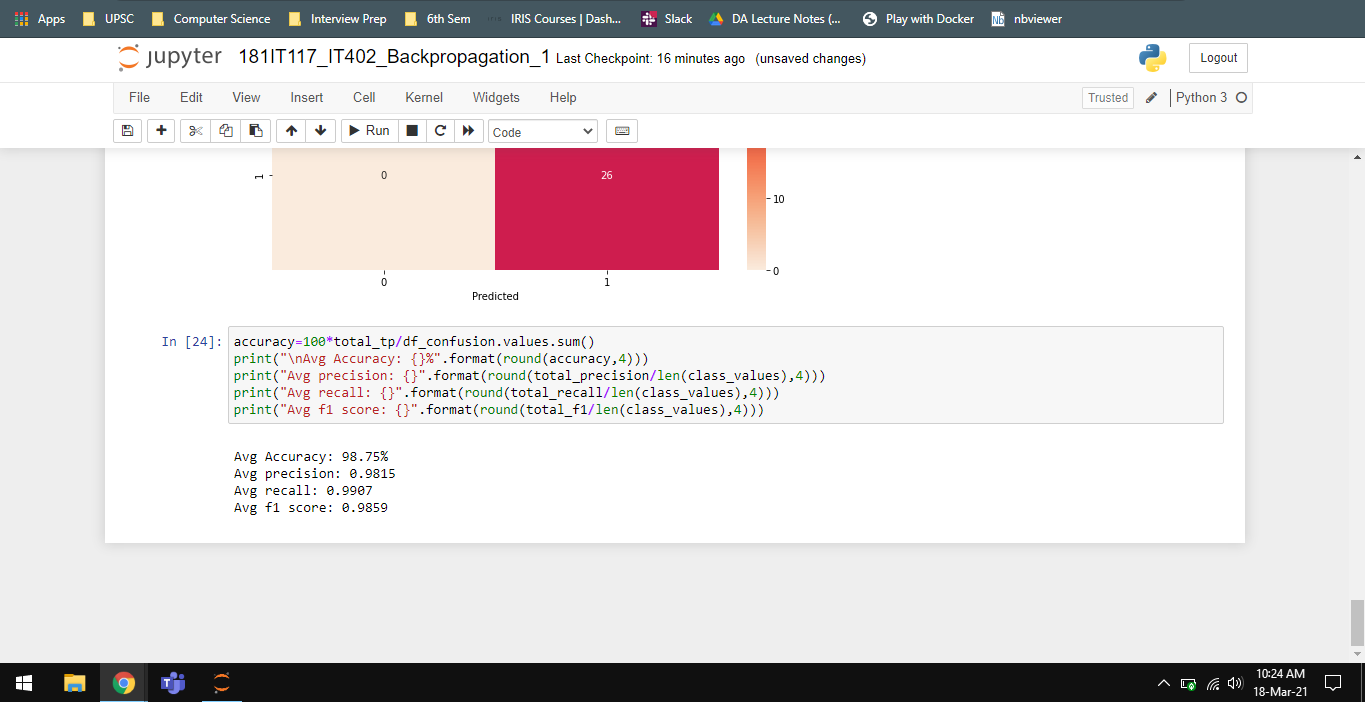 Apps UPSC Computer Science Interview Prep 6th Sem IRIS Courses | Dash... Slack DA Lecture Notes (... Play with Docker nbviewer
jupyter 181IT117_IT402_Backpropagation_1 Last Checkpoint: 16 minutes ago (unsaved changes) Logout
File Edit View Insert Cell Kernel Widgets Help Trusted Python 3
Run Code
1 0 26
10
0
0 1
Predicted
In [24]:
accuracy=100*total_tp/df_confusion.values.sum()
print("\nAvg Accuracy: {}%".format(round(accuracy,4)))
print("Avg precision: {}".format(round(total_precision/len(class_values),4)))
print("Avg recall: {}".format(round(total_recall/len(class_values),4)))
print("Avg f1 score: {}".format(round(total_f1/len(class_values),4)))
Avg Accuracy: 98.75%
Avg precision: 0.9815
Avg recall: 0.9907
Avg f1 score: 0.9859
10:24 AM
18-Mar-21